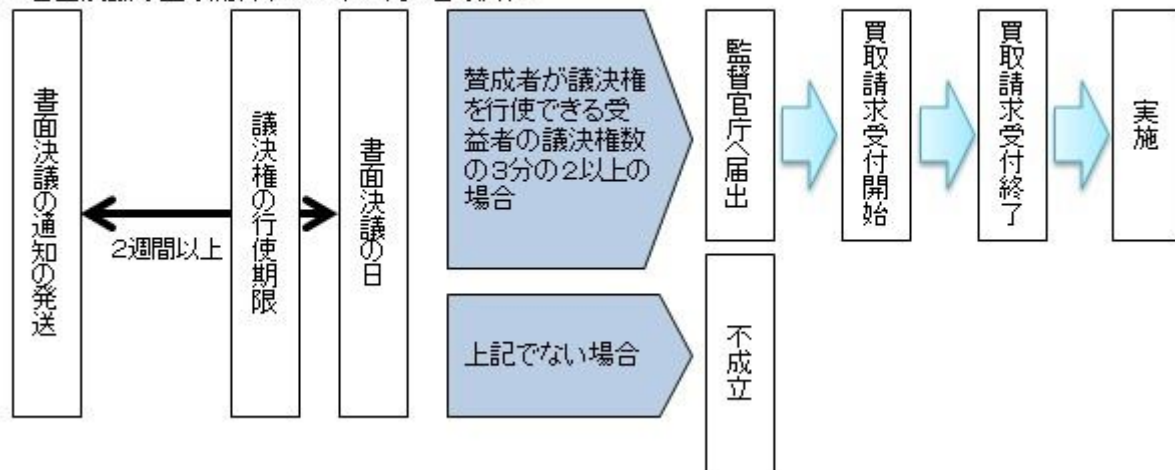 書面決議の通知の発送
2週間以上
議決権の行使期限
書面決議の日
賛成者が議決権
を行使できる受
益者の議決権数
の3分の2以上の
場合
上記でない場合
監督官庁へ届出
不成立
買取請求受付開始
買取請求受付終了
実施